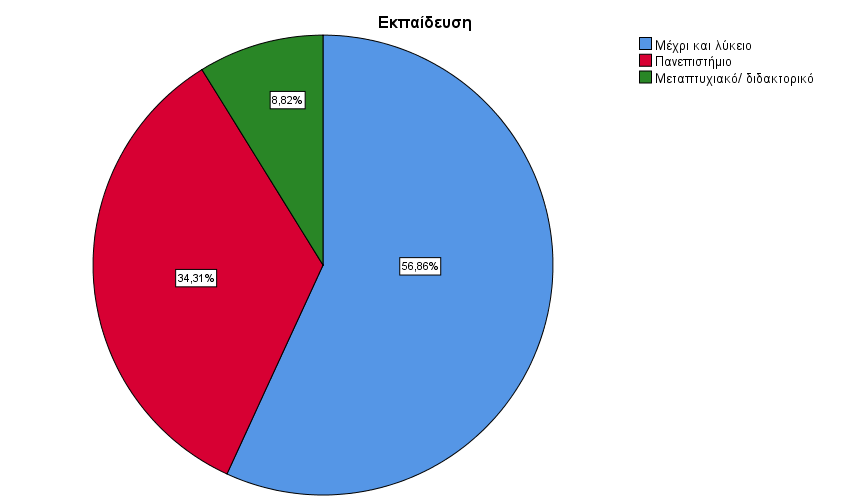 Εκπαίδευση
Μέχρι και λύκειο
Πανεπιστήμιο
Μεταπτυχιακό/ διδακτορικό
8,82%
56,86%
34,31%